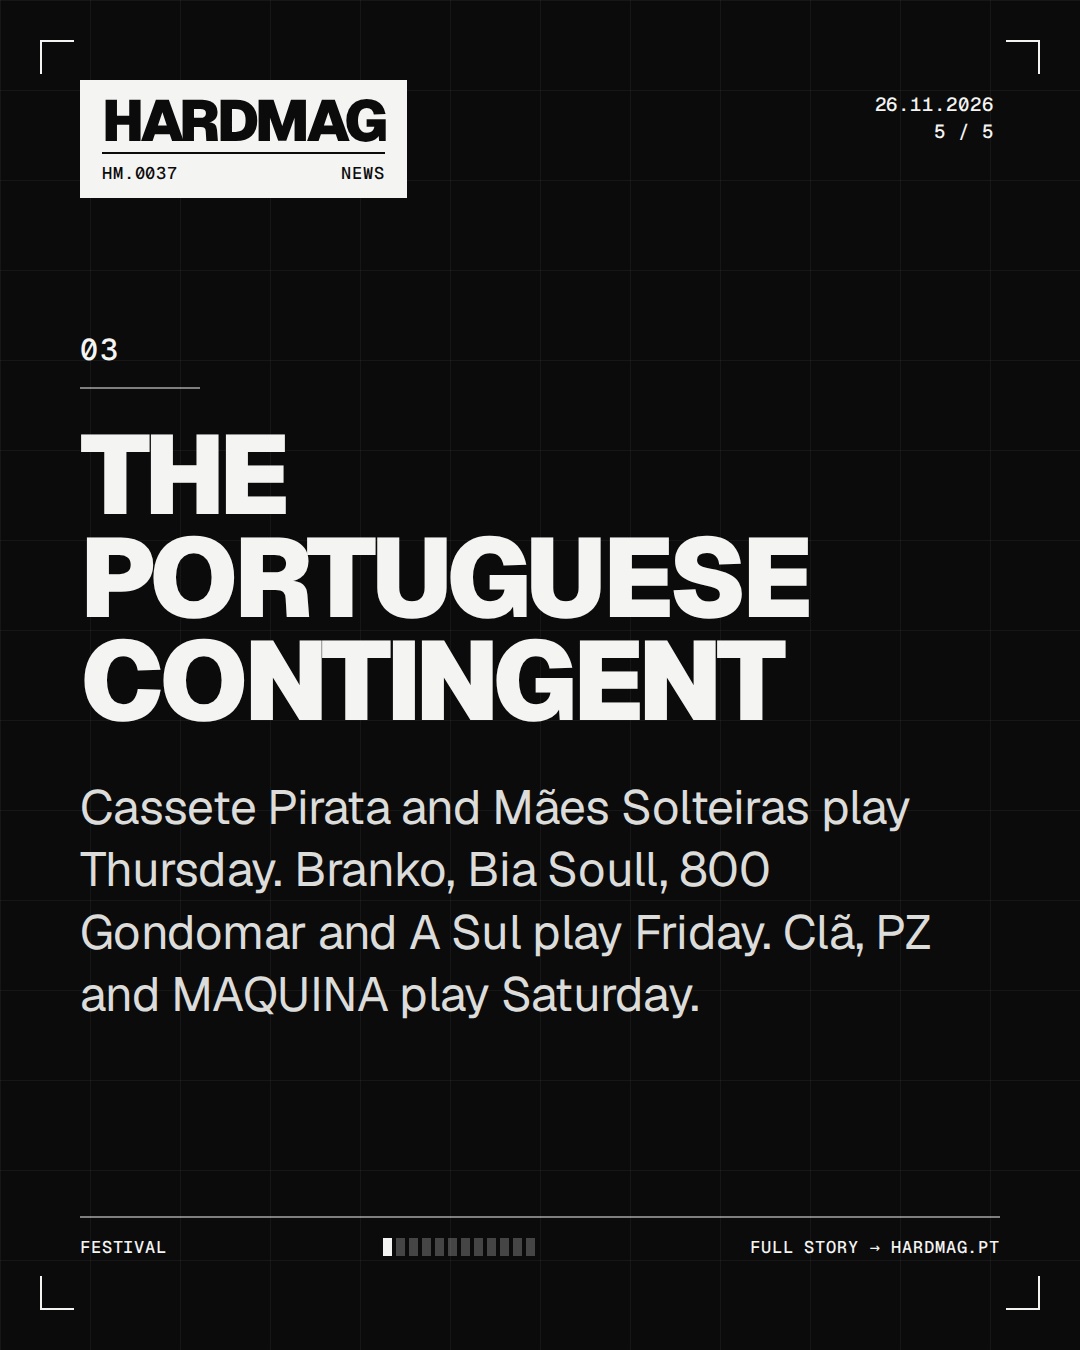 HARDMAG
HM.0037 NEWS
26.11.2026
5 / 5
03
THE
PORTUGUESE
CONTINGENT
Cassete Pirata and Mães Solteiras play
Thursday. Branko, Bia Soull, 800
Gondomar and A Sul play Friday. Clã, PZ
and MAQUINA play Saturday.
FESTIVAL
FULL STORY → HARDMAG.PT